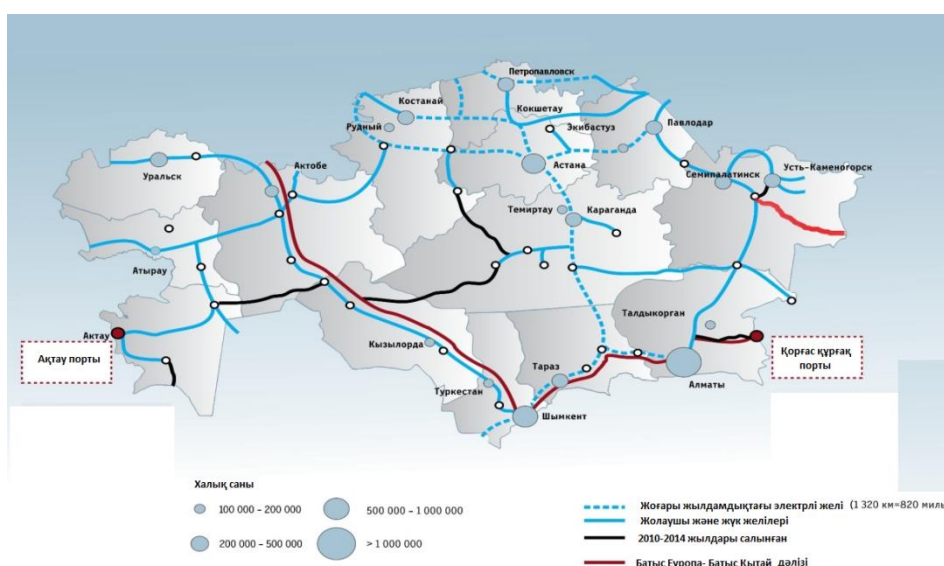 Петропавловск
Костанай
Кокшетау
Рудный
Экибастуз
Павлодар
Актобе
Астана
Уральск
Семипалатинск
Усть-Каменогорск
Темиртау
Караганда
Атырау
Талдыкорган
Актау
Ақтау порты
Кызылорда
Тараз
Қорғас құрғақ
порты
Туркестан
Алматы
Шымкент
Халық саны
100 000 – 200 000
500 000 - 1 000 000
200 000 – 500 000
> 1 000 000
Жоғары жылдамдықтағы электрлі желі (1 320 км=820 миль
Жолаушы және жүк желілері
2010-2014 жылдары салынған
Батыс Еуропа- Батыс Қытай дәлізі